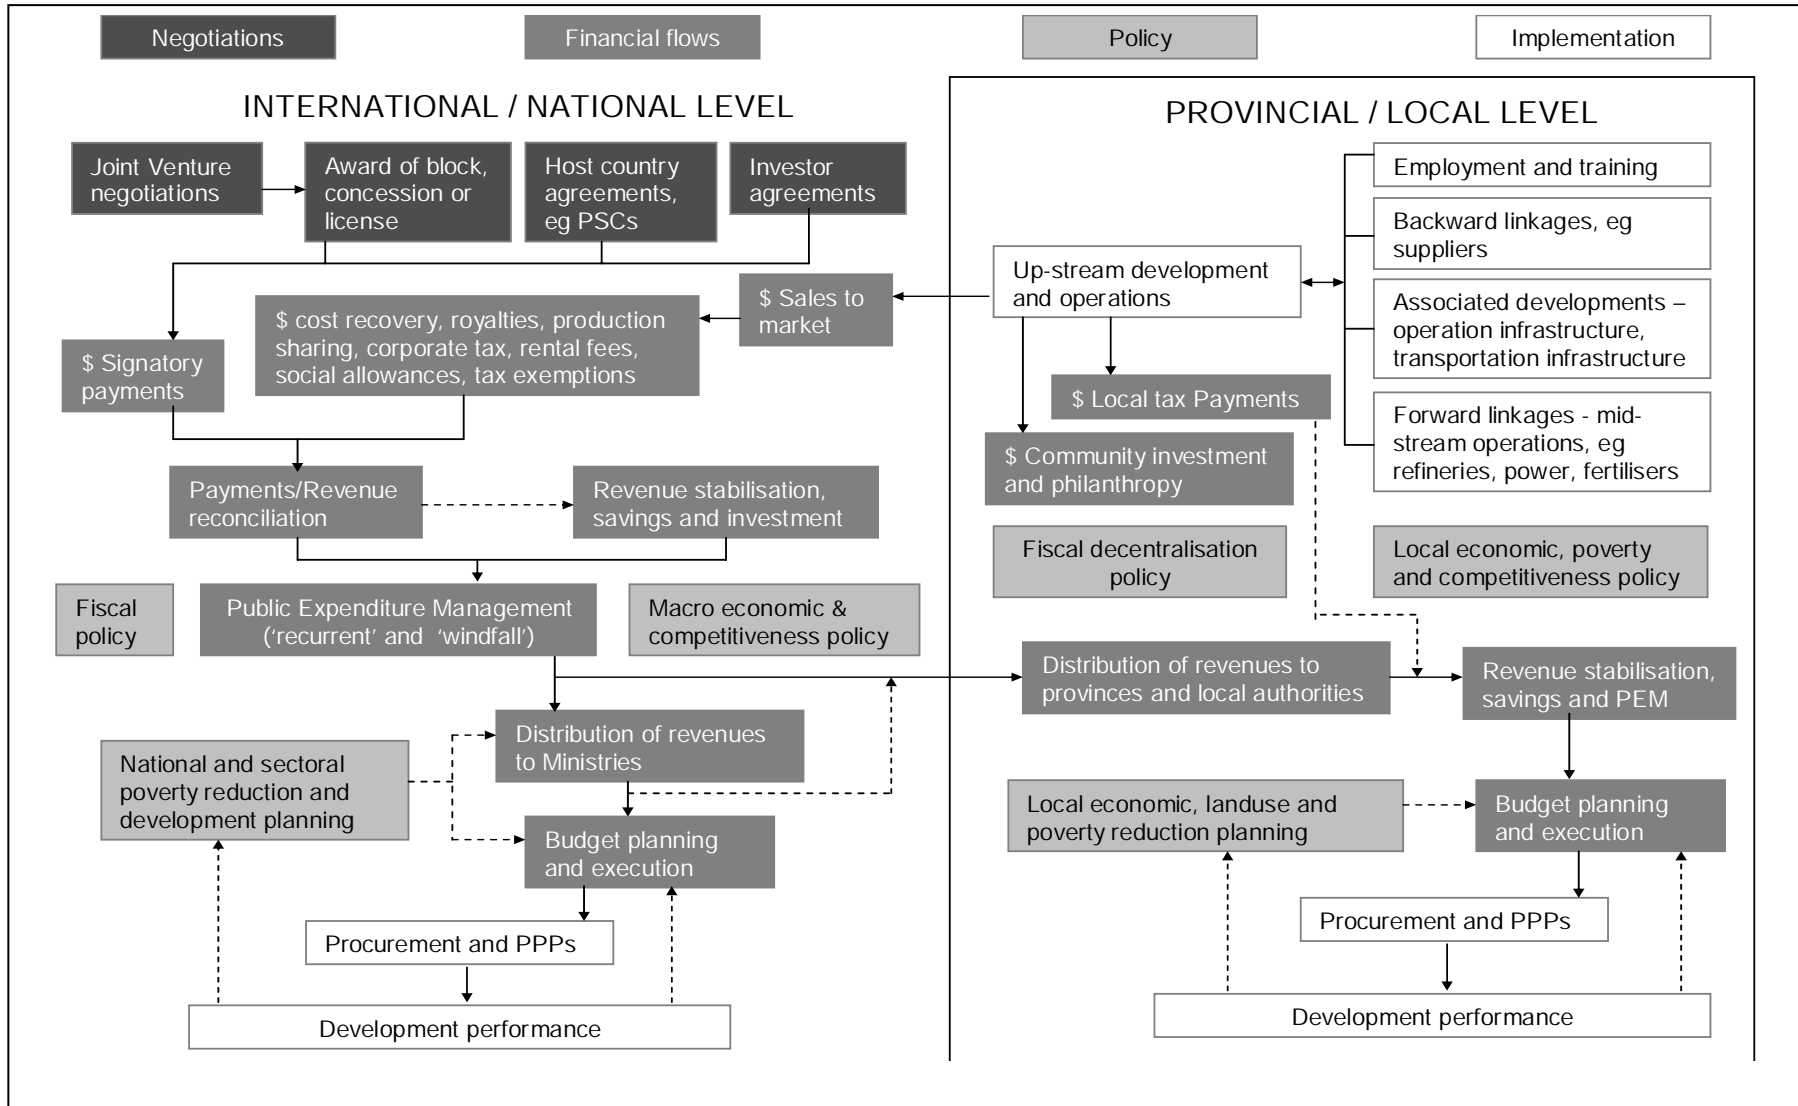 Negotiations
Financial flows
Policy
Implementation
INTERNATIONAL / NATIONAL LEVEL
Joint Venture
negotiations
Award of block,
concession or
license
Host country
agreements,
eg PSCs
Investor
agreements
$ Sales to
market
$ cost recovery, royalties, production
sharing, corporate tax, rental fees,
social allowances, tax exemptions
$ Signatory
payments
Payments/Revenue
reconciliation
Revenue stabilisation,
savings and investment
Fiscal
policy
Public Expenditure Management
(‘recurrent’ and ‘windfall’)
Macro economic &
competitiveness policy
Distribution of revenues
to Ministries
National and sectoral
poverty reduction and
development planning
Budget planning
and execution
Procurement and PPPs
Development performance
PROVINCIAL / LOCAL LEVEL
Employment and training
Backward linkages, eg
suppliers
Up-stream development
and operations
Associated developments –
operation infrastructure,
transportation infrastructure
$ Local tax Payments
Forward linkages - mid-
stream operations, eg
refineries, power, fertilisers
$ Community investment
and philanthropy
Fiscal decentralisation
policy
Local economic, poverty
and competitiveness policy
Distribution of revenues to
provinces and local authorities
Revenue stabilisation,
savings and PEM
Local economic, landuse and
poverty reduction planning
Budget planning
and execution
Procurement and PPPs
Development performance